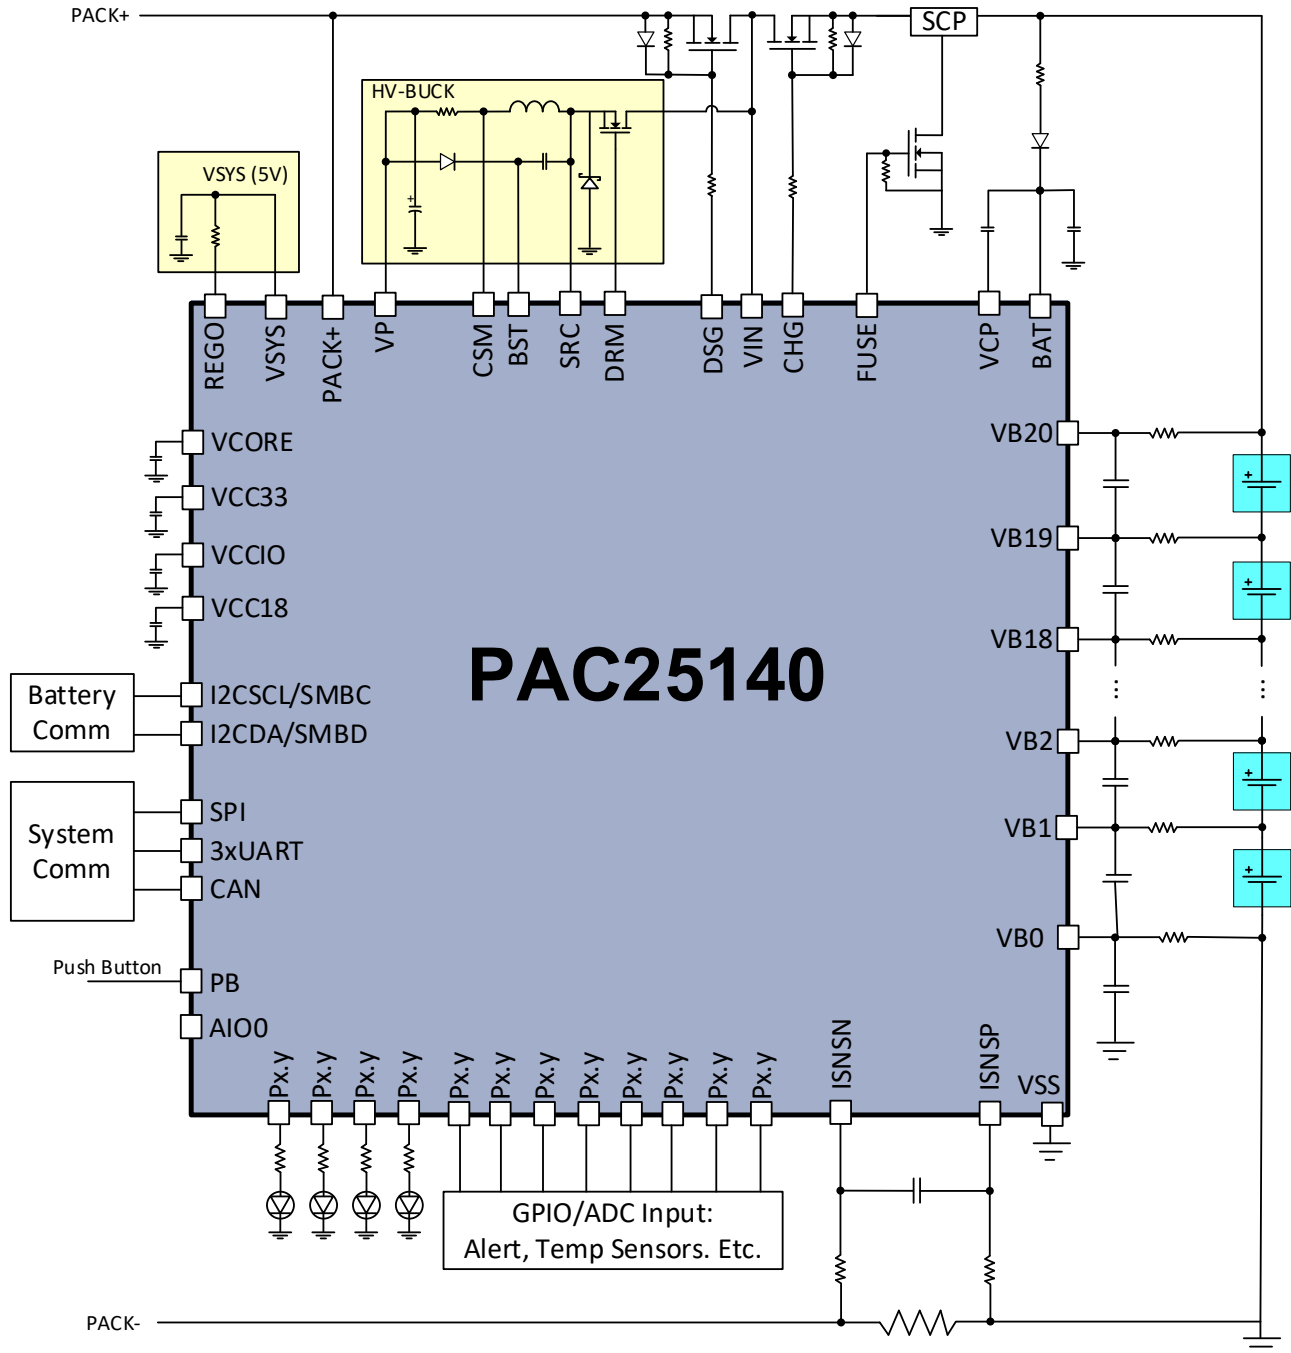 PACK+
SCP
HV-BUCK
VSYS (5V)
+
REGO
VSYS
PACK+
VP
CSM
BST
SRC
DRM
DSG
VIN
CHG
FUSE
VCP
BAT
VCORE
VCC33
VCCIO
VCC18
I2CSCL/SMBC
I2CDA/SMBD
Battery
Comm
SPI
3xUART
CAN
System
Comm
Push Button
PB
AIO0
PAC25140
VB20
+
VB19
+
VB18
...
...
VB2
+
VB1
+
VB0
Px.y
Px.y
Px.y
Px.y
Px.y
Px.y
Px.y
Px.y
Px.y
Px.y
Px.y
Px.y
ISNSN
ISNSP
VSS
GPIO/ADC Input:
Alert, Temp Sensors. Etc.
PACK-